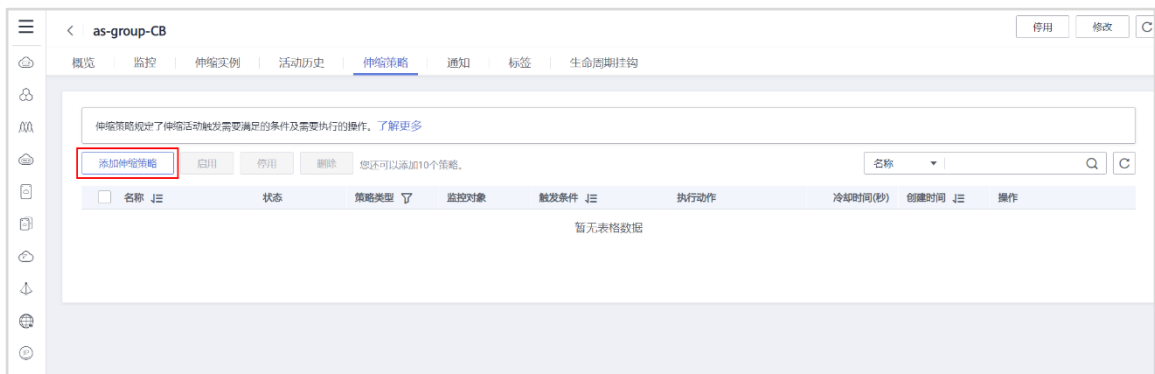 as-group-CB 停用 修改
概览 监控 伸缩实例 活动历史 伸缩策略 通知 标签 生命周期挂钩
伸缩策略规定了伸缩活动触发需要满足的条件及需要执行的操作。了解更多
添加伸缩策略 启用 停用 删除 您还可以添加10个策略。 名称
名称 状态 策略类型 监控对象 触发条件 执行动作 冷却时间(秒) 创建时间 操作
暂无表格数据